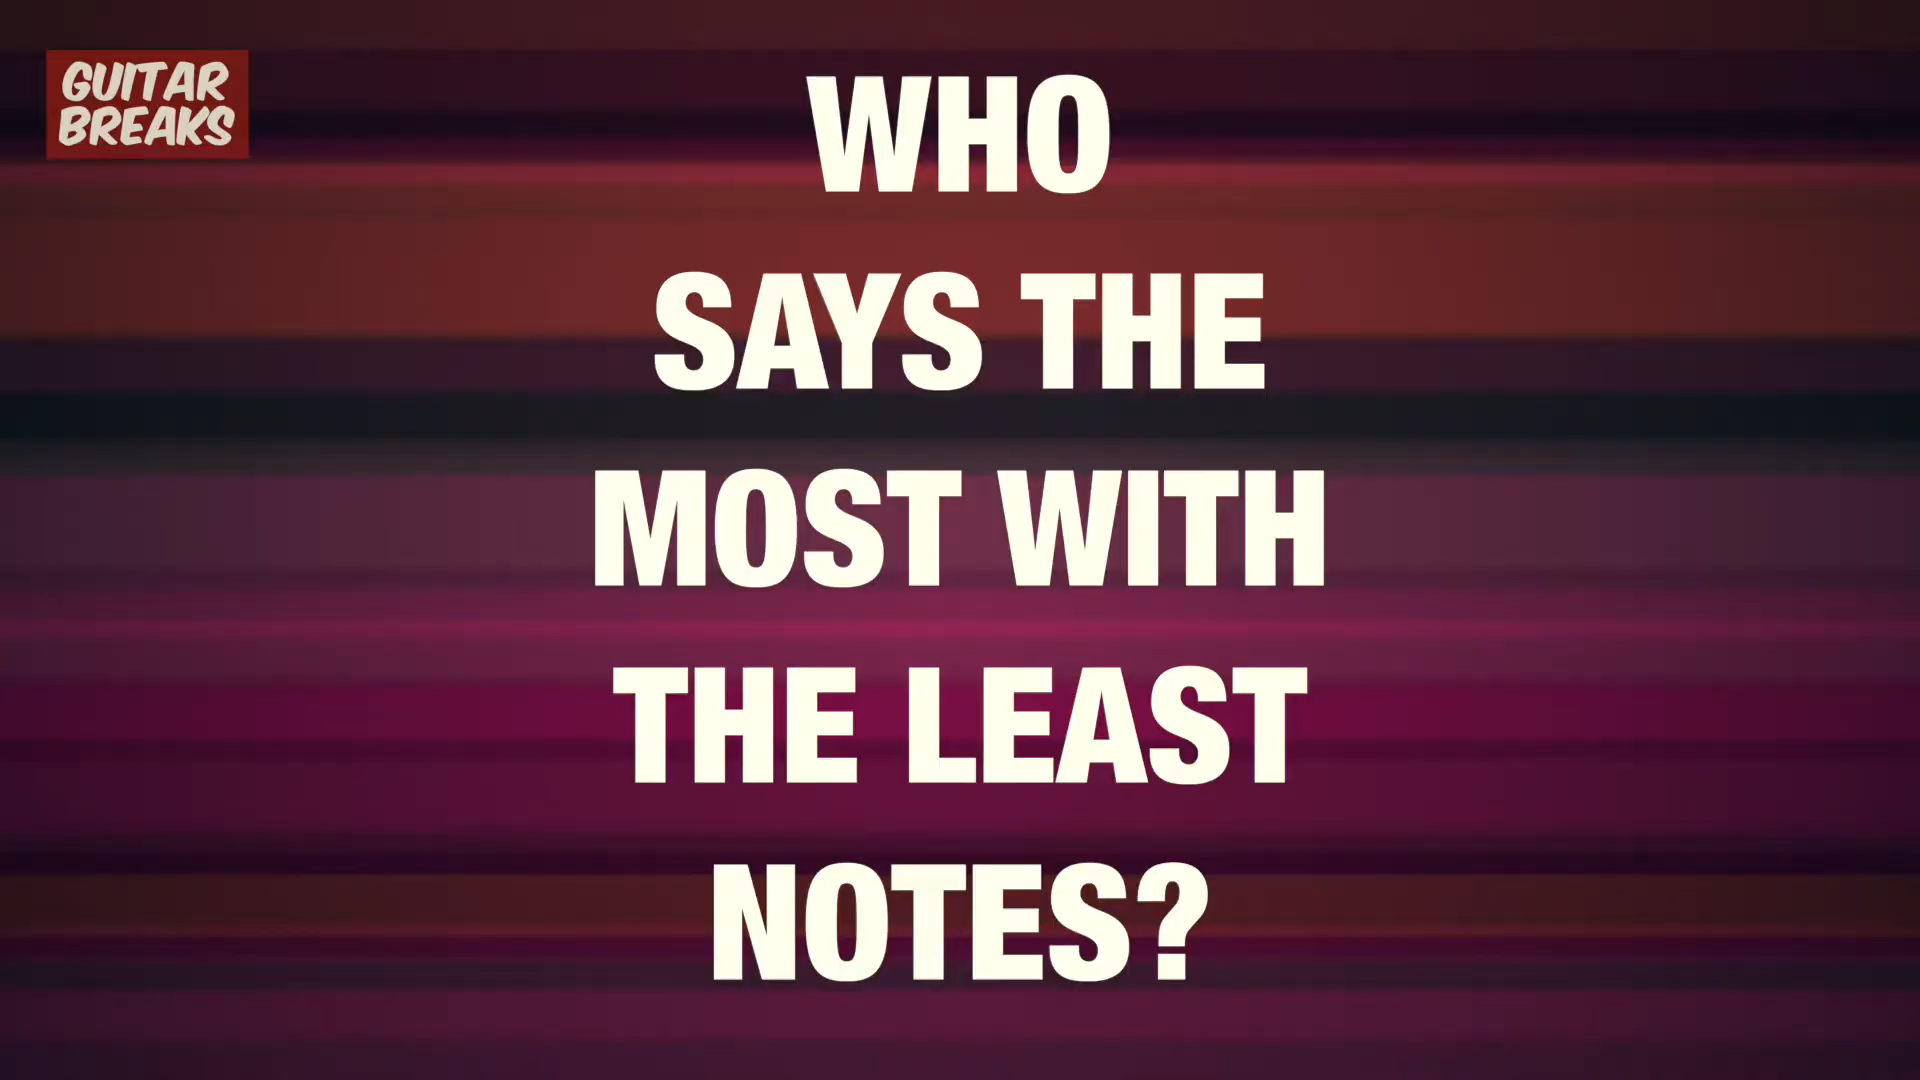 GUITAR
BREAKS
WHO
SAYS THE
MOST WITH
THE LEAST
NOTES?